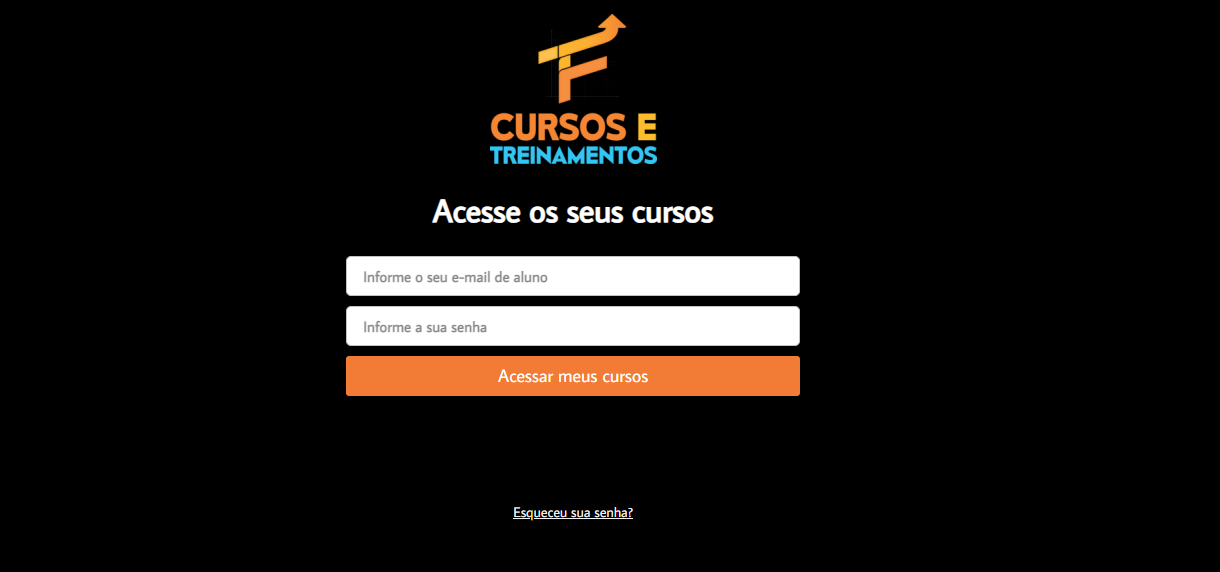 TF
CURSOS E
TREINAMENTOS
Acesse os seus cursos
Informe o seu e-mail de aluno
Informe a sua senha
Acessar meus cursos
Esqueceu sua senha?